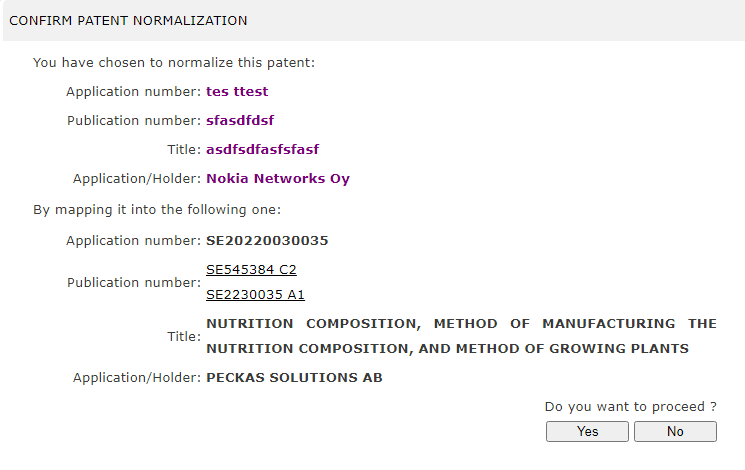 CONFIRM PATENT NORMALIZATION
You have chosen to normalize this patent:
Application number: tes ttest
Publication number: sfasdfdsf
Title: asdfsdfasfsfasf
Application/Holder: Nokia Networks Oy
By mapping it into the following one:
Application number: SE20220030035
Publication number: SE545384 C2
SE2230035 A1
Title: NUTRITION COMPOSITION, METHOD OF MANUFACTURING THE
NUTRITION COMPOSITION, AND METHOD OF GROWING PLANTS
Application/Holder: PECKAS SOLUTIONS AB
Do you want to proceed ?
Yes No